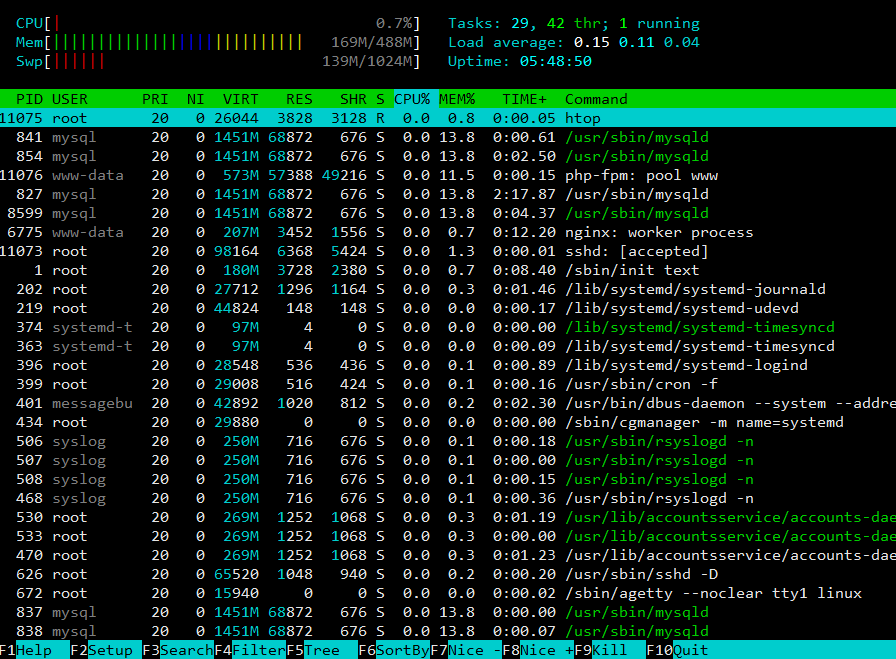 CPU[| 0.7%] Tasks: 29, 42 thr; 1 running
Mem[|||||||||||||||||||||||||||| 169M/488M] Load average: 0.15 0.11 0.04
Swp[|||||| 139M/1024M] Uptime: 05:48:50
PID USER PRI NI VIRT RES SHR S CPU% MEM% TIME+ Command
11075 root 20 0 26044 3828 3128 R 0.0 0.8 0:00.05 htop
841 mysql 20 0 1451M 68872 676 S 0.0 13.8 0:00.61 /usr/sbin/mysqld
854 mysql 20 0 1451M 68872 676 S 0.0 13.8 0:02.50 /usr/sbin/mysqld
11076 www-data 20 0 573M 57388 49216 S 0.0 11.5 0:00.15 php-fpm: pool www
827 mysql 20 0 1451M 68872 676 S 0.0 13.8 2:17.87 /usr/sbin/mysqld
8599 mysql 20 0 1451M 68872 676 S 0.0 13.8 0:04.37 /usr/sbin/mysqld
6775 www-data 20 0 207M 3452 1556 S 0.0 0.7 0:12.20 nginx: worker process
11073 root 20 0 98164 6368 5424 S 0.0 1.3 0:00.01 sshd: [accepted]
1 root 20 0 180M 3728 2380 S 0.0 0.7 0:08.40 /sbin/init text
202 root 20 0 27712 1296 1164 S 0.0 0.3 0:01.46 /lib/systemd/systemd-journald
219 root 20 0 44824 148 148 S 0.0 0.0 0:00.17 /lib/systemd/systemd-udevd
374 systemd-t 20 0 97M 4 0 S 0.0 0.0 0:00.00 /lib/systemd/systemd-timesyncd
363 systemd-t 20 0 97M 4 0 S 0.0 0.0 0:00.09 /lib/systemd/systemd-timesyncd
396 root 20 0 28548 536 436 S 0.0 0.1 0:00.89 /lib/systemd/systemd-logind
399 root 20 0 29008 516 424 S 0.0 0.1 0:00.16 /usr/sbin/cron -f
401 messagebu 20 0 42892 1020 812 S 0.0 0.2 0:02.30 /usr/bin/dbus-daemon --system --addre
434 root 20 0 29880 0 0 S 0.0 0.0 0:00.00 /sbin/cgmanager -m name=systemd
506 syslog 20 0 250M 716 676 S 0.0 0.1 0:00.18 /usr/sbin/rsyslogd -n
507 syslog 20 0 250M 716 676 S 0.0 0.1 0:00.00 /usr/sbin/rsyslogd -n
508 syslog 20 0 250M 716 676 S 0.0 0.1 0:00.15 /usr/sbin/rsyslogd -n
468 syslog 20 0 250M 716 676 S 0.0 0.1 0:00.36 /usr/sbin/rsyslogd -n
530 root 20 0 269M 1252 1068 S 0.0 0.3 0:01.19 /usr/lib/accountsservice/accounts-dae
533 root 20 0 269M 1252 1068 S 0.0 0.3 0:00.00 /usr/lib/accountsservice/accounts-dae
470 root 20 0 269M 1252 1068 S 0.0 0.3 0:01.23 /usr/lib/accountsservice/accounts-dae
626 root 20 0 65520 1048 940 S 0.0 0.2 0:00.20 /usr/sbin/sshd -D
672 root 20 0 15940 0 0 S 0.0 0.0 0:00.02 /sbin/agetty --noclear tty1 linux
837 mysql 20 0 1451M 68872 676 S 0.0 13.8 0:00.00 /usr/sbin/mysqld
838 mysql 20 0 1451M 68872 676 S 0.0 13.8 0:00.07 /usr/sbin/mysqld
F1Help F2Setup F3SearchF4FilterF5Tree F6SortByF7Nice -F8Nice +F9Kill F10Quit